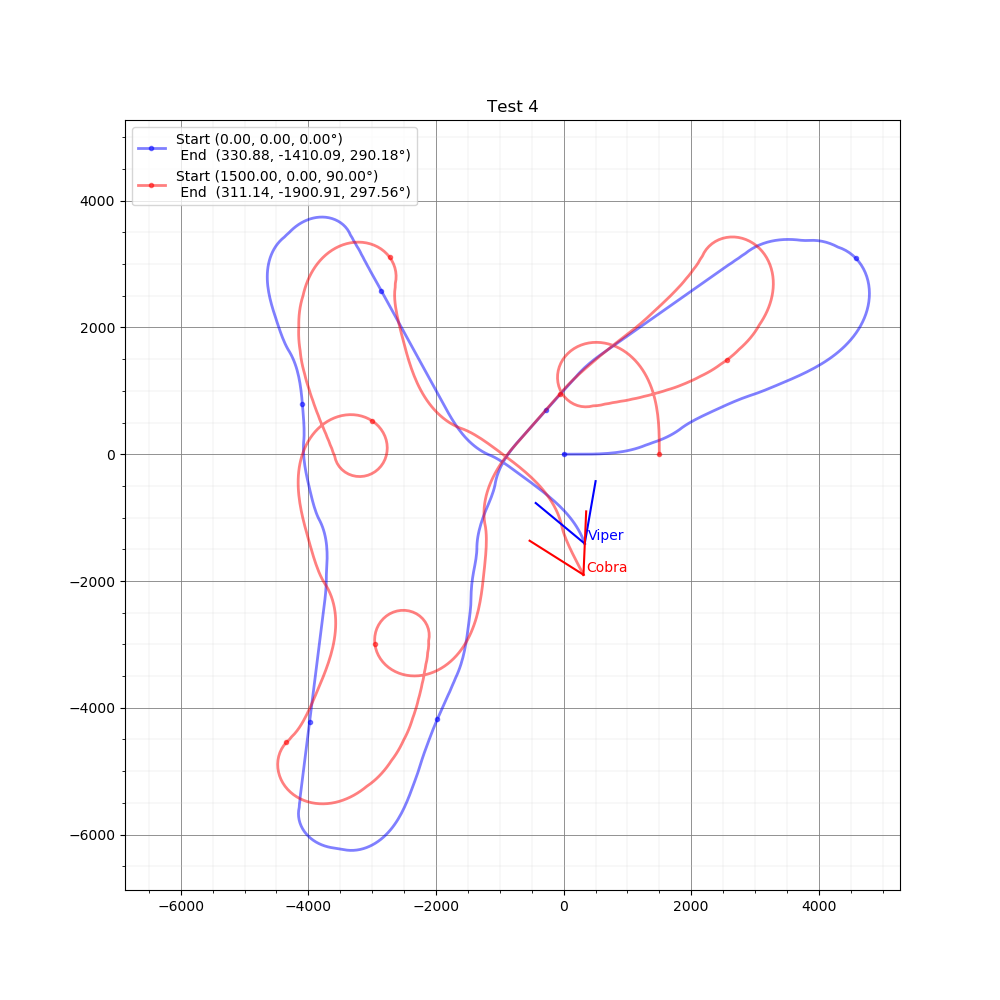 Test 4
Start (0.00, 0.00, 0.00°)
End (330.88, -1410.09, 290.18°)
Start (1500.00, 0.00, 90.00°)
End (311.14, -1900.91, 297.56°)
4000
2000
0
−2000
−4000
−6000
Viper
Cobra
−6000 −4000 −2000 0 2000 4000